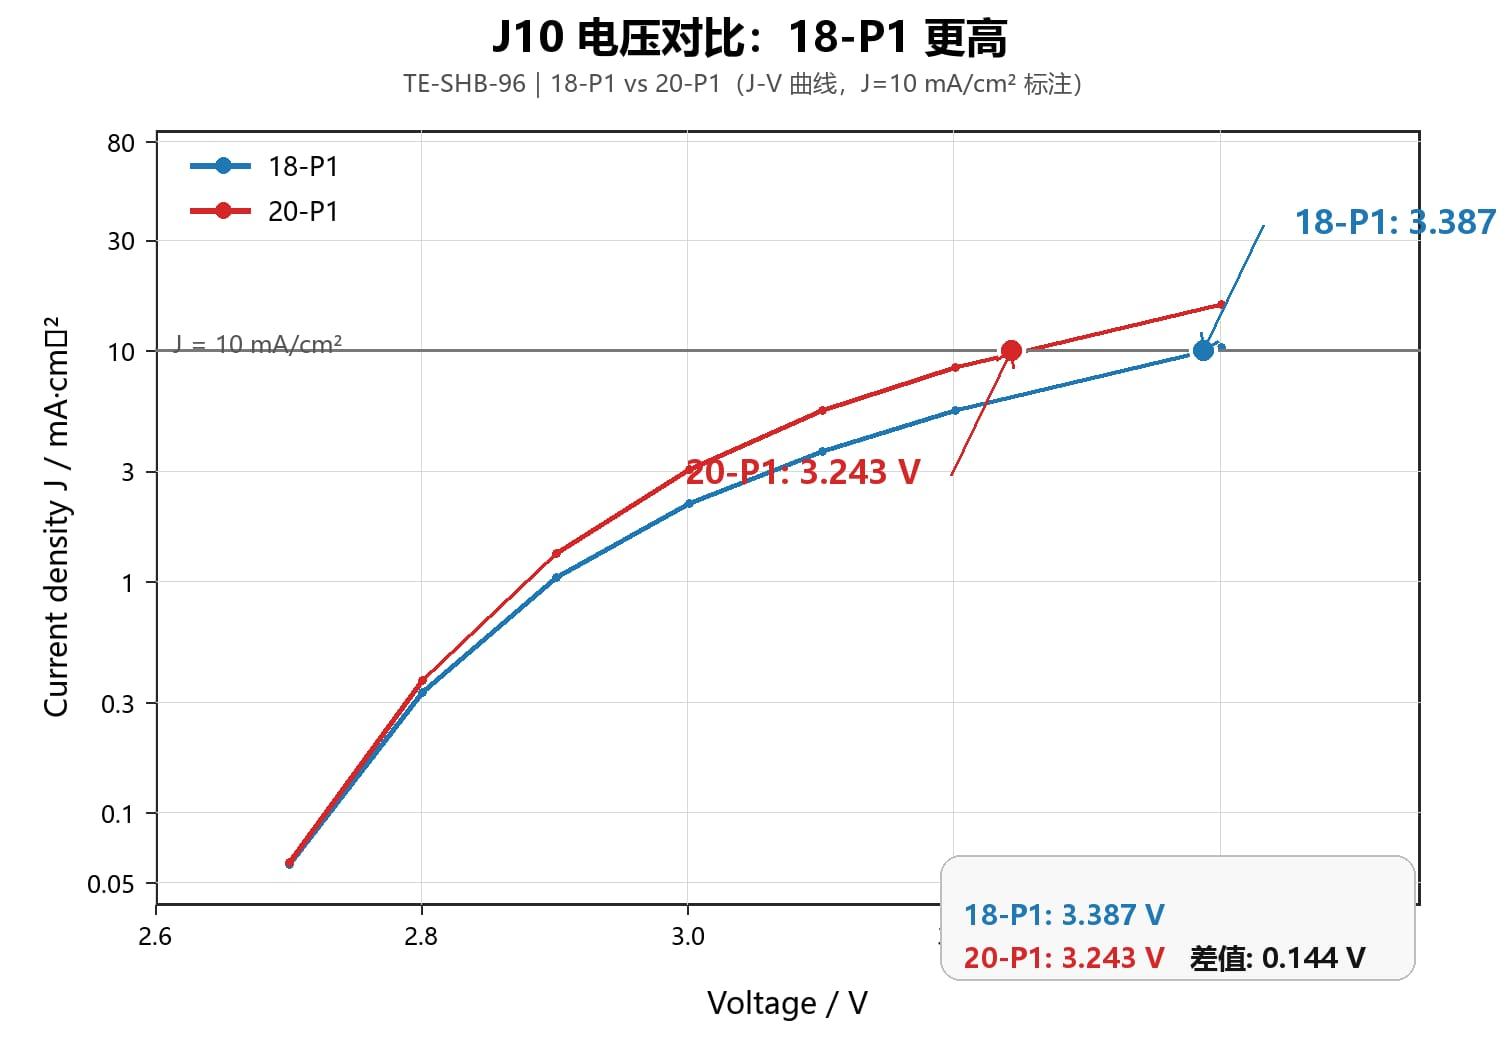 J10 电压对比：18-P1 更高
TE-SHB-96 | 18-P1 vs 20-P1（J-V 曲线，J=10 mA/cm² 标注）
18-P1
20-P1
80
30
10
3
1
0.3
0.1
0.05
Current density J / mA·cm□²
J = 10 mA/cm²
18-P1: 3.387
20-P1: 3.243 V
2.6
2.8
3.0
18-P1: 3.387 V
20-P1: 3.243 V 差值: 0.144 V
Voltage / V